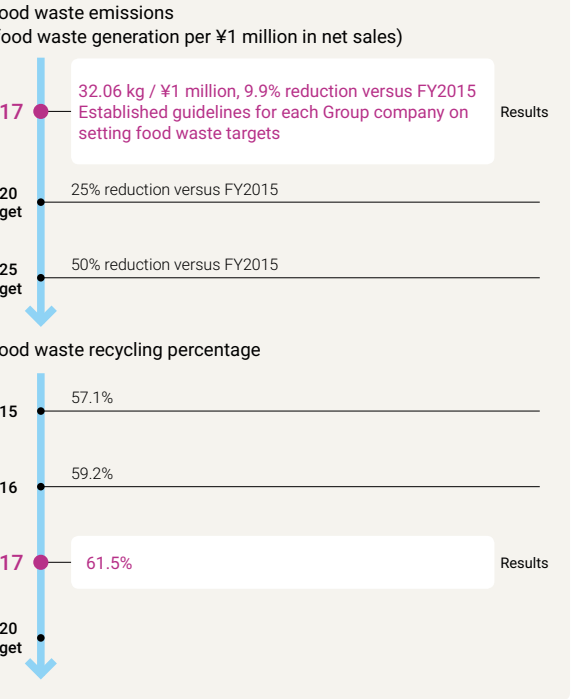 ood waste emissions
ood waste generation per ¥1 million in net sales)
17
32.06 kg / ¥1 million, 9.9% reduction versus FY2015
Established guidelines for each Group company on
setting food waste targets
Results
20
get
25% reduction versus FY2015
25
get
50% reduction versus FY2015
ood waste recycling percentage
15
57.1%
16
59.2%
17
61.5%
Results
20
get